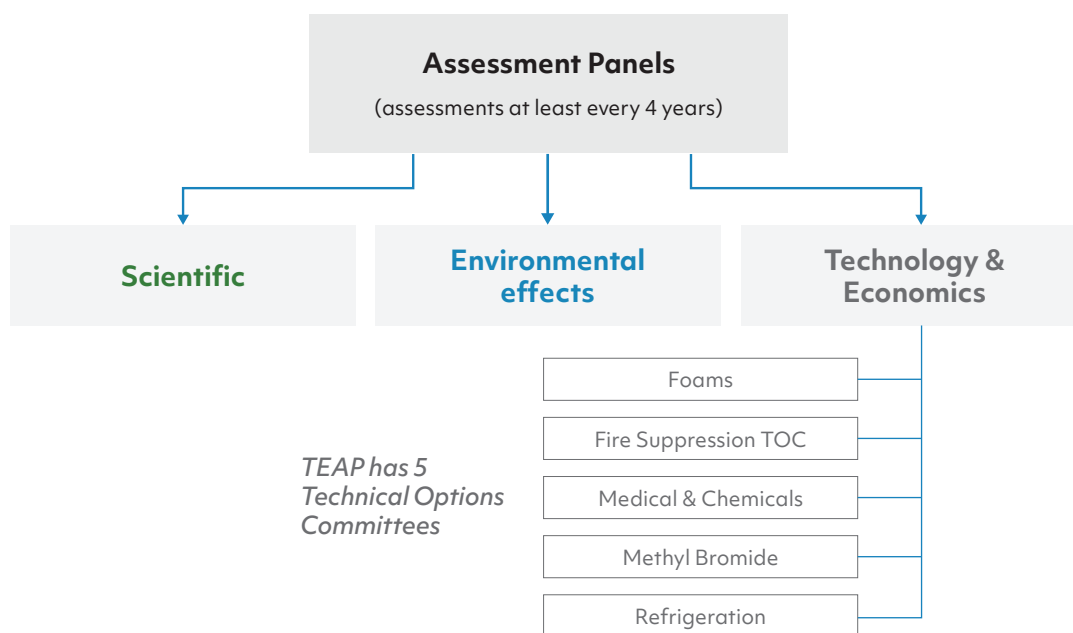 Assessment Panels
(assessments at least every 4 years)
Scientific
Environmental
effects
Technology &
Economics
Foams
Fire Suppression TOC
Medical & Chemicals
Methyl Bromide
Refrigeration
TEAP has 5
Technical Options
Committees